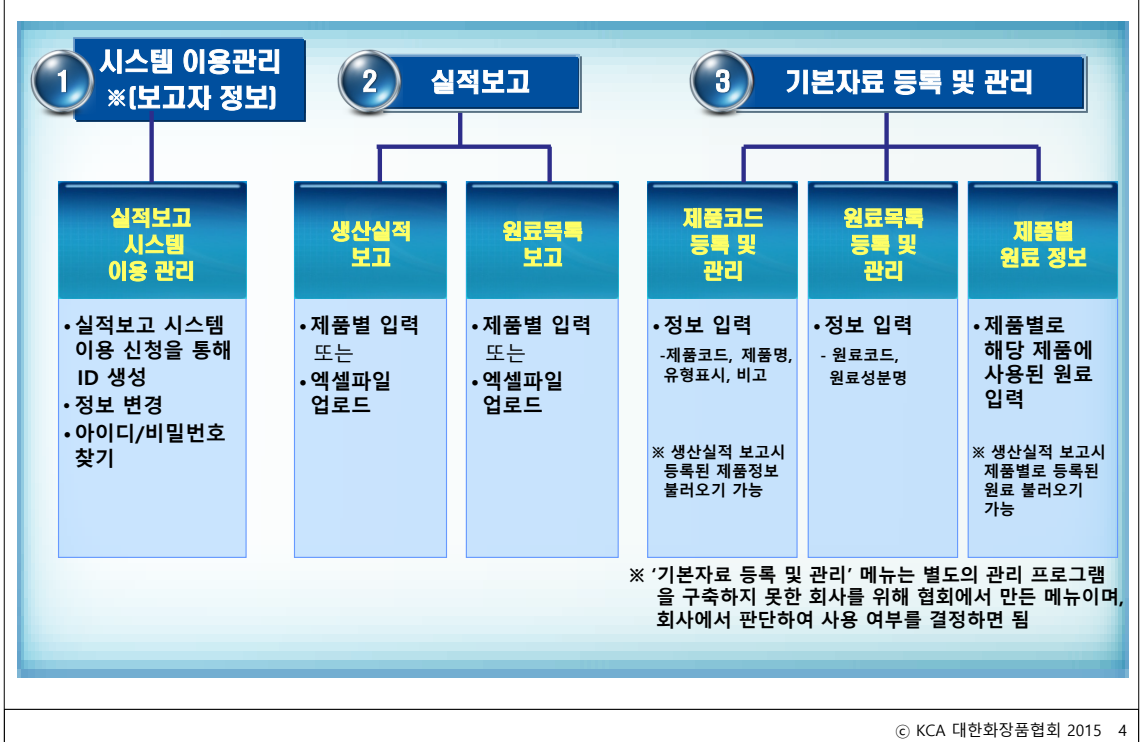 1
시스템 이용관리
※(보고자 정보)
실적보고
시스템
이용 관리
•실적보고 시스템
이용 신청을 통해
ID 생성
•정보 변경
•아이디/비밀번호
찾기
2
실적보고
생산실적
보고
•제품별 입력
또는
•엑셀파일
업로드
원료목록
보고
•제품별 입력
또는
•엑셀파일
업로드
3
기본자료 등록 및 관리
제품코드
등록 및
관리
•정보 입력
-제품코드, 제품명,
유형표시, 비고
※ 생산실적 보고시
등록된 제품정보
불러오기 가능
원료목록
등록 및
관리
•정보 입력
- 원료코드,
원료성분명
제품별
원료 정보
•제품별로
해당 제품에
사용된 원료
입력
※ 생산실적 보고시
제품별로 등록된
원료 불러오기
가능
※ ‘기본자료 등록 및 관리’ 메뉴는 별도의 관리 프로그램
을 구축하지 못한 회사를 위해 협회에서 만든 메뉴이며,
회사에서 판단하여 사용 여부를 결정하면 됨
ⓒ KCA 대한화장품협회 2015 4